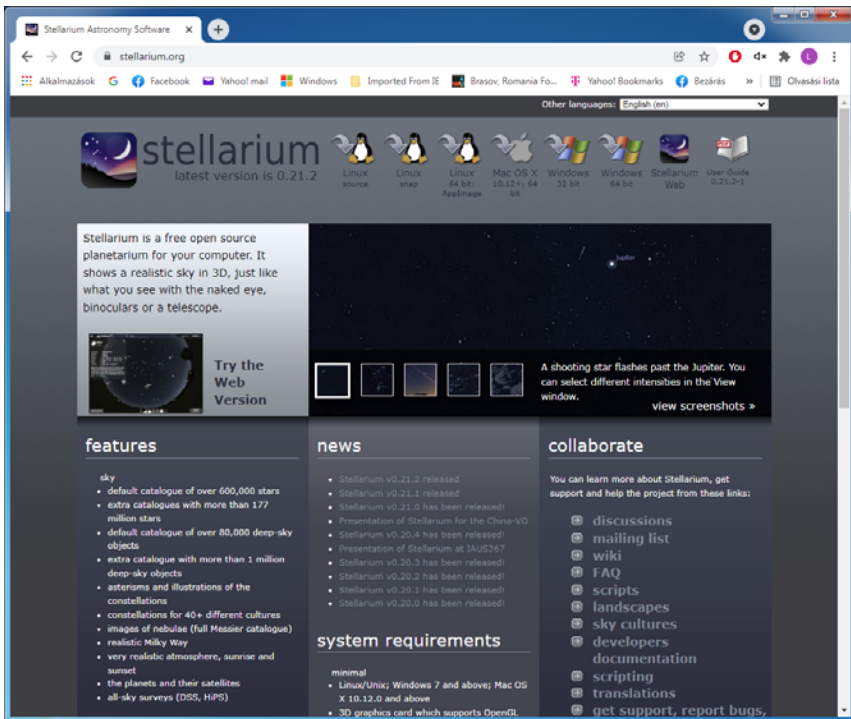 Stellarium Astronomy Software
stellarium.org
Alkalmazások
Facebook
Yahoo! mail
Windows
Imported From IE
Brasov, Romania Fo...
Yahoo! Bookmarks
Bezárás
»
Olvasási lista
Other languages: English (en)
stellarium
latest version is 0.21.2
Linux
source
Linux
snap
Linux
64 bit;
AppImage
Mac OS X
10.12+; 64
bit
Windows
32 bit
Windows
64 bit
Stellarium
Web
User Guide
0.21.2-1
Stellarium is a free open source
planetarium for your computer. It
shows a realistic sky in 3D, just like
what you see with the naked eye,
binoculars or a telescope.
Try the
Web
Version
Jupiter
A shooting star flashes past the Jupiter. You
can select different intensities in the View
window.
view screenshots »
features
sky
default catalogue of over 600,000 stars
extra catalogues with more than 177
million stars
default catalogue of over 80,000 deep-sky
objects
extra catalogue with more than 1 million
deep-sky objects
asterisms and illustrations of the
constellations
constellations for 40+ different cultures
images of nebulae (full Messier catalogue)
realistic Milky Way
very realistic atmosphere, sunrise and
sunset
the planets and their satellites
all-sky surveys (DSS, HiPS)
news
Stellarium v0.21.2 released
Stellarium v0.21.1 released
Stellarium v0.21.0 has been released!
Presentation of Stellarium for the China-VO
Stellarium v0.20.4 has been released!
Presentation of Stellarium at IAUS367
Stellarium v0.20.3 has been released!
Stellarium v0.20.2 has been released!
Stellarium v0.20.1 has been released!
Stellarium v0.20.0 has been released!
system requirements
minimal
Linux/Unix; Windows 7 and above; Mac OS
X 10.12.0 and above
3D graphics card which supports OpenGL
collaborate
You can learn more about Stellarium, get
support and help the project from these links:
discussions
mailing list
wiki
FAQ
scripts
landscapes
sky cultures
developers
documentation
scripting
translations
get support, report bugs,